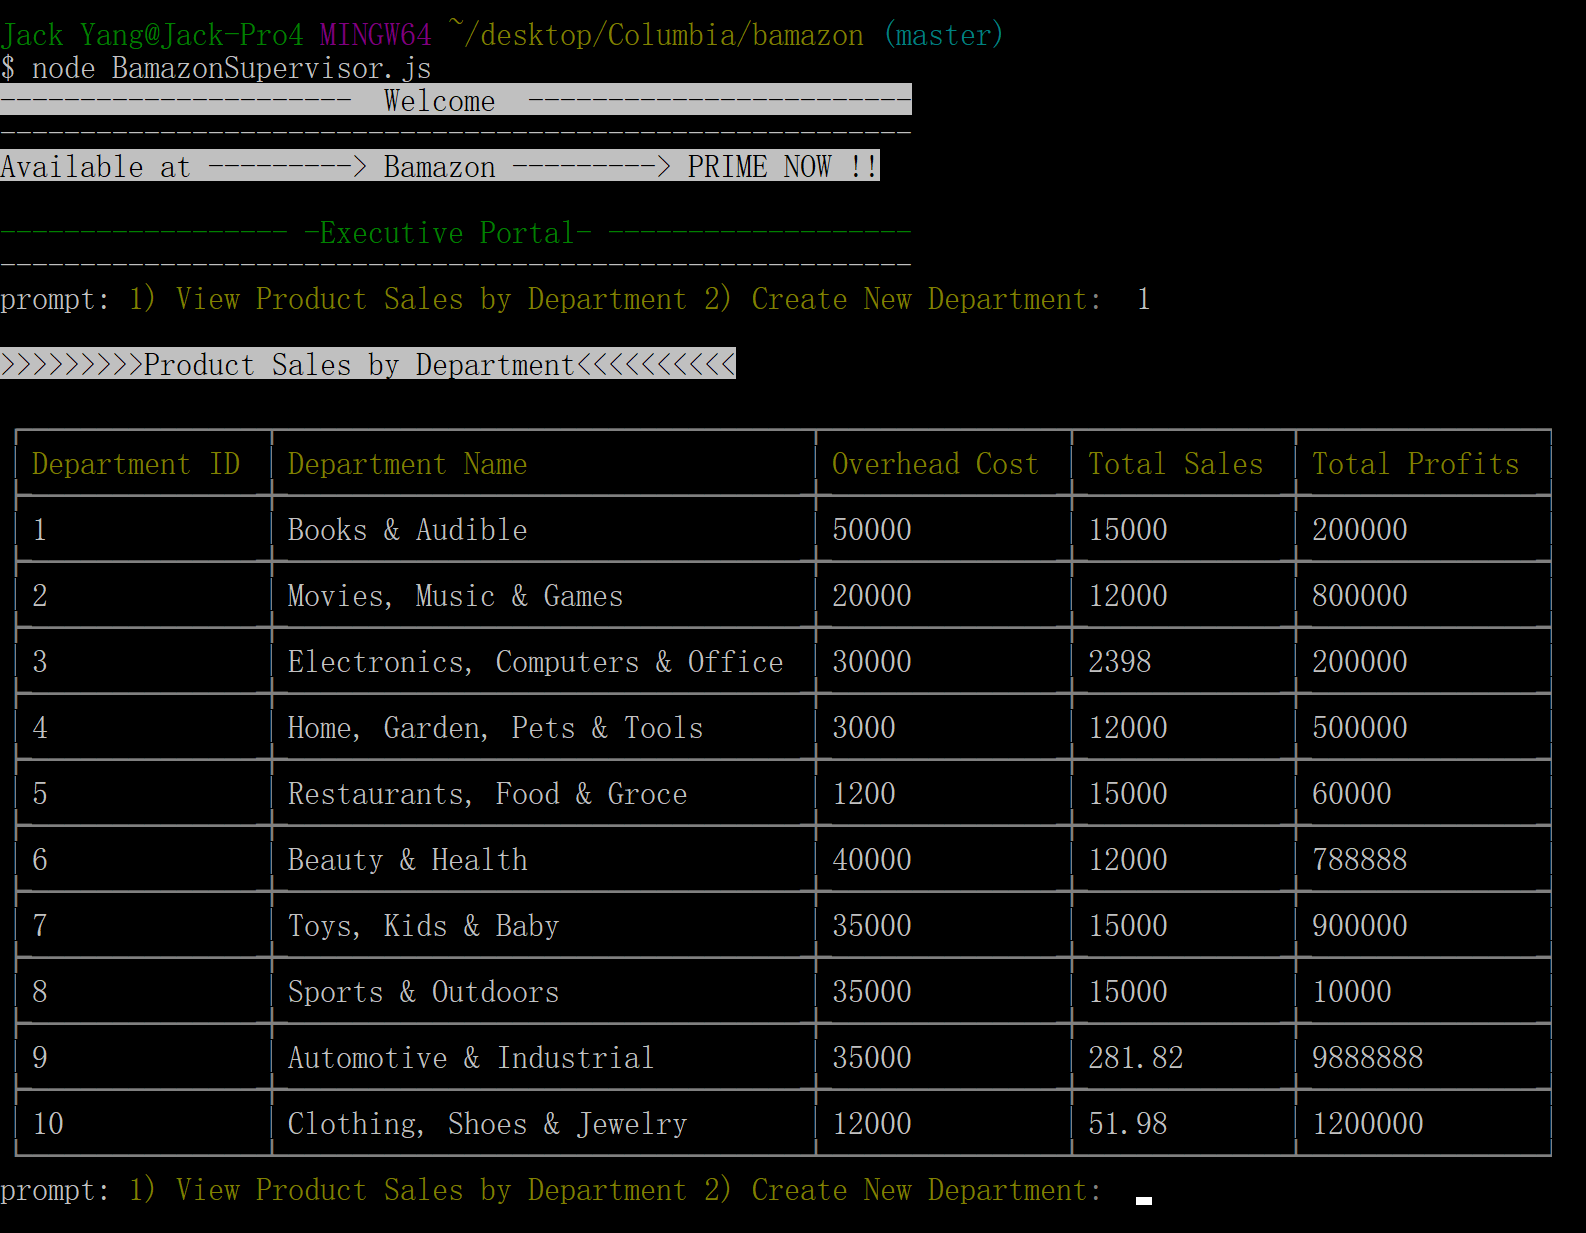 Jack Yang@Jack-Pro4 MINGW64 ~/desktop/Columbia/bamazon (master)
$ node BamazonSupervisor.js
---------------------- Welcome ------------------------
---------------------------------------------------------
Available at ---------> Bamazon ---------> PRIME NOW !!
------------------ -Executive Portal- -------------------
---------------------------------------------------------
prompt: 1) View Product Sales by Department 2) Create New Department: 1
>>>>>>>>>Product Sales by Department<<<<<<<<<<
Department ID Department Name Overhead Cost Total Sales Total Profits
1 Books & Audible 50000 15000 200000
2 Movies, Music & Games 20000 12000 800000
3 Electronics, Computers & Office 30000 2398 200000
4 Home, Garden, Pets & Tools 3000 12000 500000
5 Restaurants, Food & Groce 1200 15000 60000
6 Beauty & Health 40000 12000 788888
7 Toys, Kids & Baby 35000 15000 900000
8 Sports & Outdoors 35000 15000 10000
9 Automotive & Industrial 35000 281.82 9888888
10 Clothing, Shoes & Jewelry 12000 51.98 1200000
prompt: 1) View Product Sales by Department 2) Create New Department: